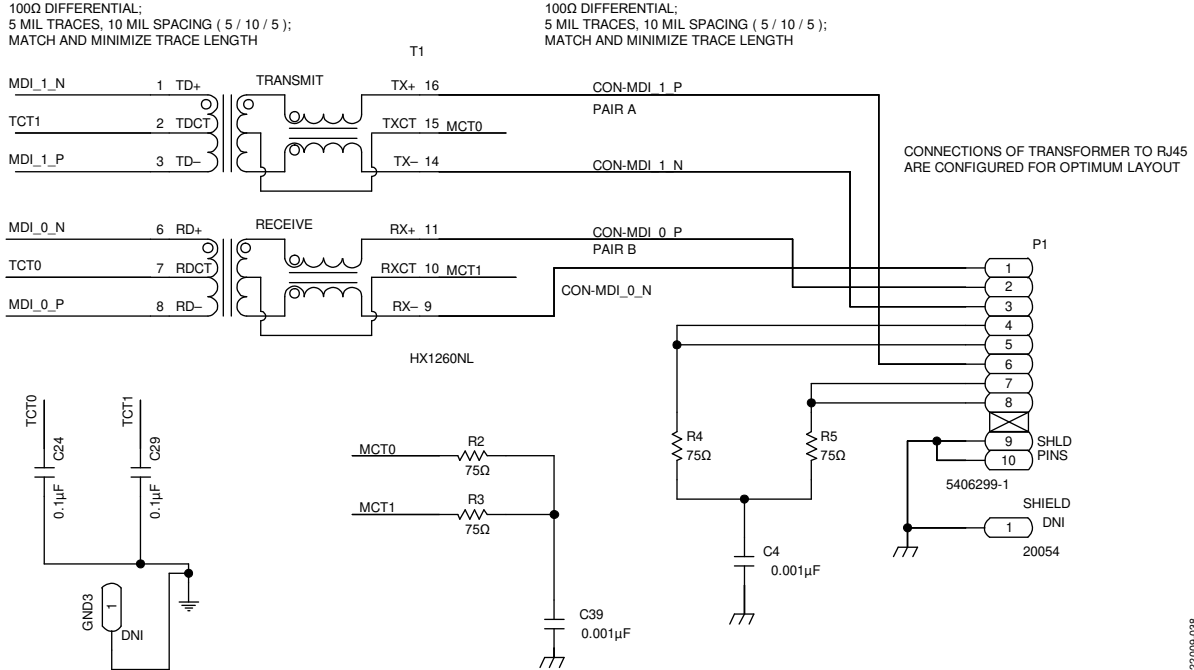 100Ω DIFFERENTIAL;
5 MIL TRACES, 10 MIL SPACING ( 5 / 10 / 5 );
MATCH AND MINIMIZE TRACE LENGTH
100Ω DIFFERENTIAL;
5 MIL TRACES, 10 MIL SPACING ( 5 / 10 / 5 );
MATCH AND MINIMIZE TRACE LENGTH
T1
MDI_1_N 1 TD+ TRANSMIT TX+ 16 CON-MDI_1_P
PAIR A
TCT1 2 TDCT TXCT 15 MCT0
MDI_1_P 3 TD– TX– 14 CON-MDI_1_N
CONNECTIONS OF TRANSFORMER TO RJ45
ARE CONFIGURED FOR OPTIMUM LAYOUT
MDI_0_N 6 RD+ RECEIVE RX+ 11 CON-MDI_0_P
PAIR B
TCT0 7 RDCT RXCT 10 MCT1
MDI_0_P 8 RD– RX– 9 CON-MDI_0_N
HX1260NL
P1
1
2
3
4
5
6
7
8
9 SHLD
10 PINS
5406299-1
SHIELD
1 DNI
20054
TCT0
C24
0.1µF
TCT1
C29
0.1µF
GND3
1
DNI
MCT0 R2
75Ω
MCT1 R3
75Ω
C39
0.001µF
R4
75Ω
R5
75Ω
C4
0.001µF